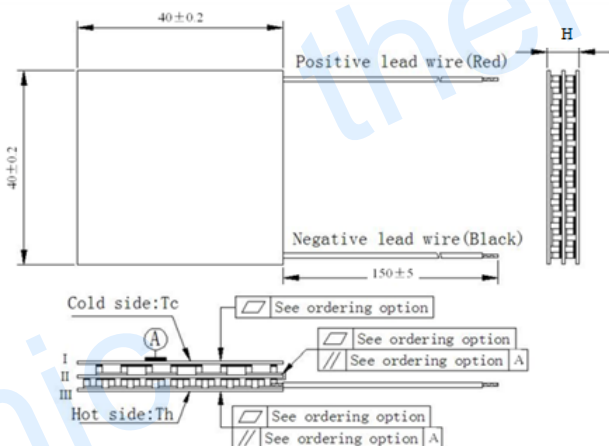 40±0.2
H
Positive lead wire(Red)
40±0.2
Negative lead wire(Black)
150±5
Cold side:Tc
See ordering option
A
See ordering option
I
// See ordering option A
II
III
Hot side:Th
See ordering option
// See ordering option A